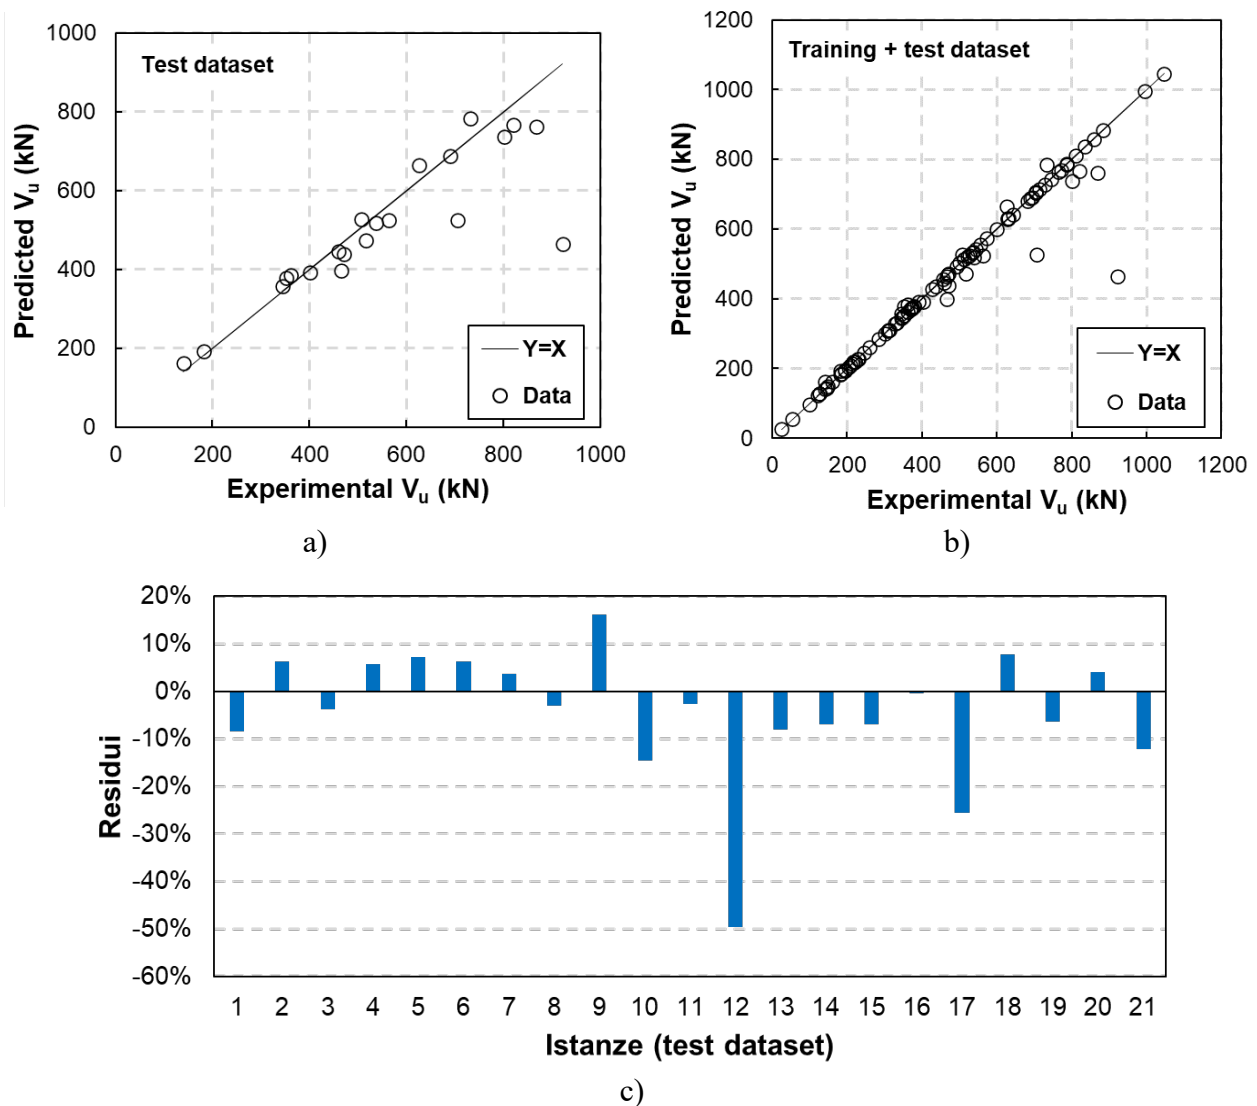 1000
800
600
400
200
0
Predicted Vu (kN)
Test dataset
Y=X
Data
0 200 400 600 800 1000
Experimental Vu (kN)
a)
1200
1000
800
600
400
200
0
Predicted Vu (kN)
Training + test dataset
Y=X
Data
0 200 400 600 800 1000 1200
Experimental Vu (kN)
b)
20%
10%
0%
-10%
-20%
-30%
-40%
-50%
-60%
Residui
1 2 3 4 5 6 7 8 9 10 11 12 13 14 15 16 17 18 19 20 21
Istanze (test dataset)
c)